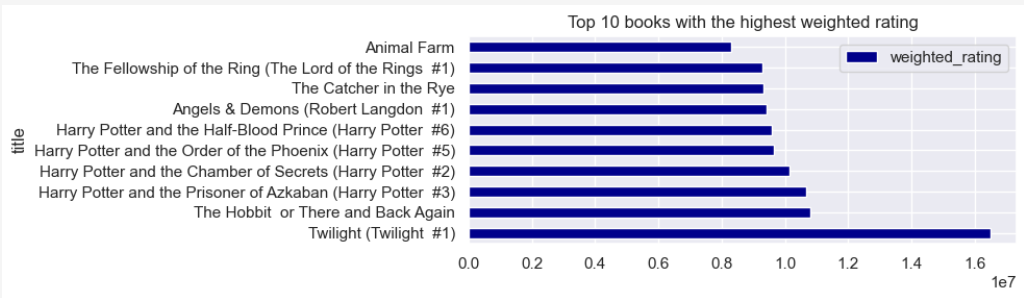 Top 10 books with the highest weighted rating
weighted_rating
title
Animal Farm
The Fellowship of the Ring (The Lord of the Rings  #1)
The Catcher in the Rye
Angels & Demons (Robert Langdon  #1)
Harry Potter and the Half-Blood Prince (Harry Potter  #6)
Harry Potter and the Order of the Phoenix (Harry Potter  #5)
Harry Potter and the Chamber of Secrets (Harry Potter  #2)
Harry Potter and the Prisoner of Azkaban (Harry Potter  #3)
The Hobbit  or There and Back Again
Twilight (Twilight  #1)
0.0 0.2 0.4 0.6 0.8 1.0 1.2 1.4 1.6
1e7